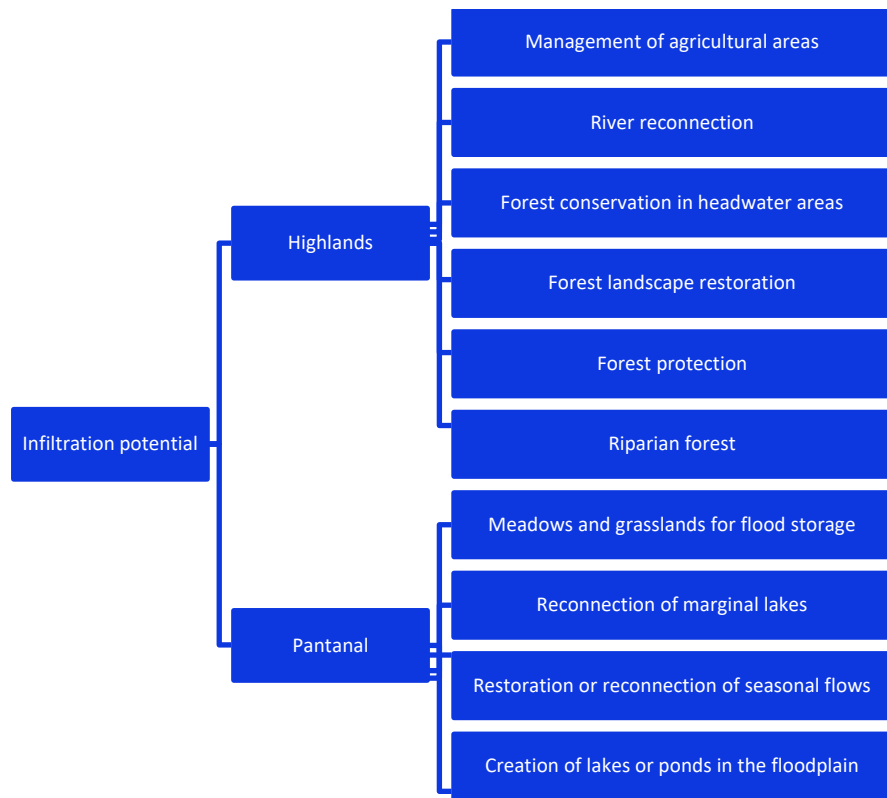 Management of agricultural areas
River reconnection
Forest conservation in headwater areas
Highlands
Forest landscape restoration
Forest protection
Infiltration potential
Riparian forest
Meadows and grasslands for flood storage
Reconnection of marginal lakes
Pantanal
Restoration or reconnection of seasonal flows
Creation of lakes or ponds in the floodplain